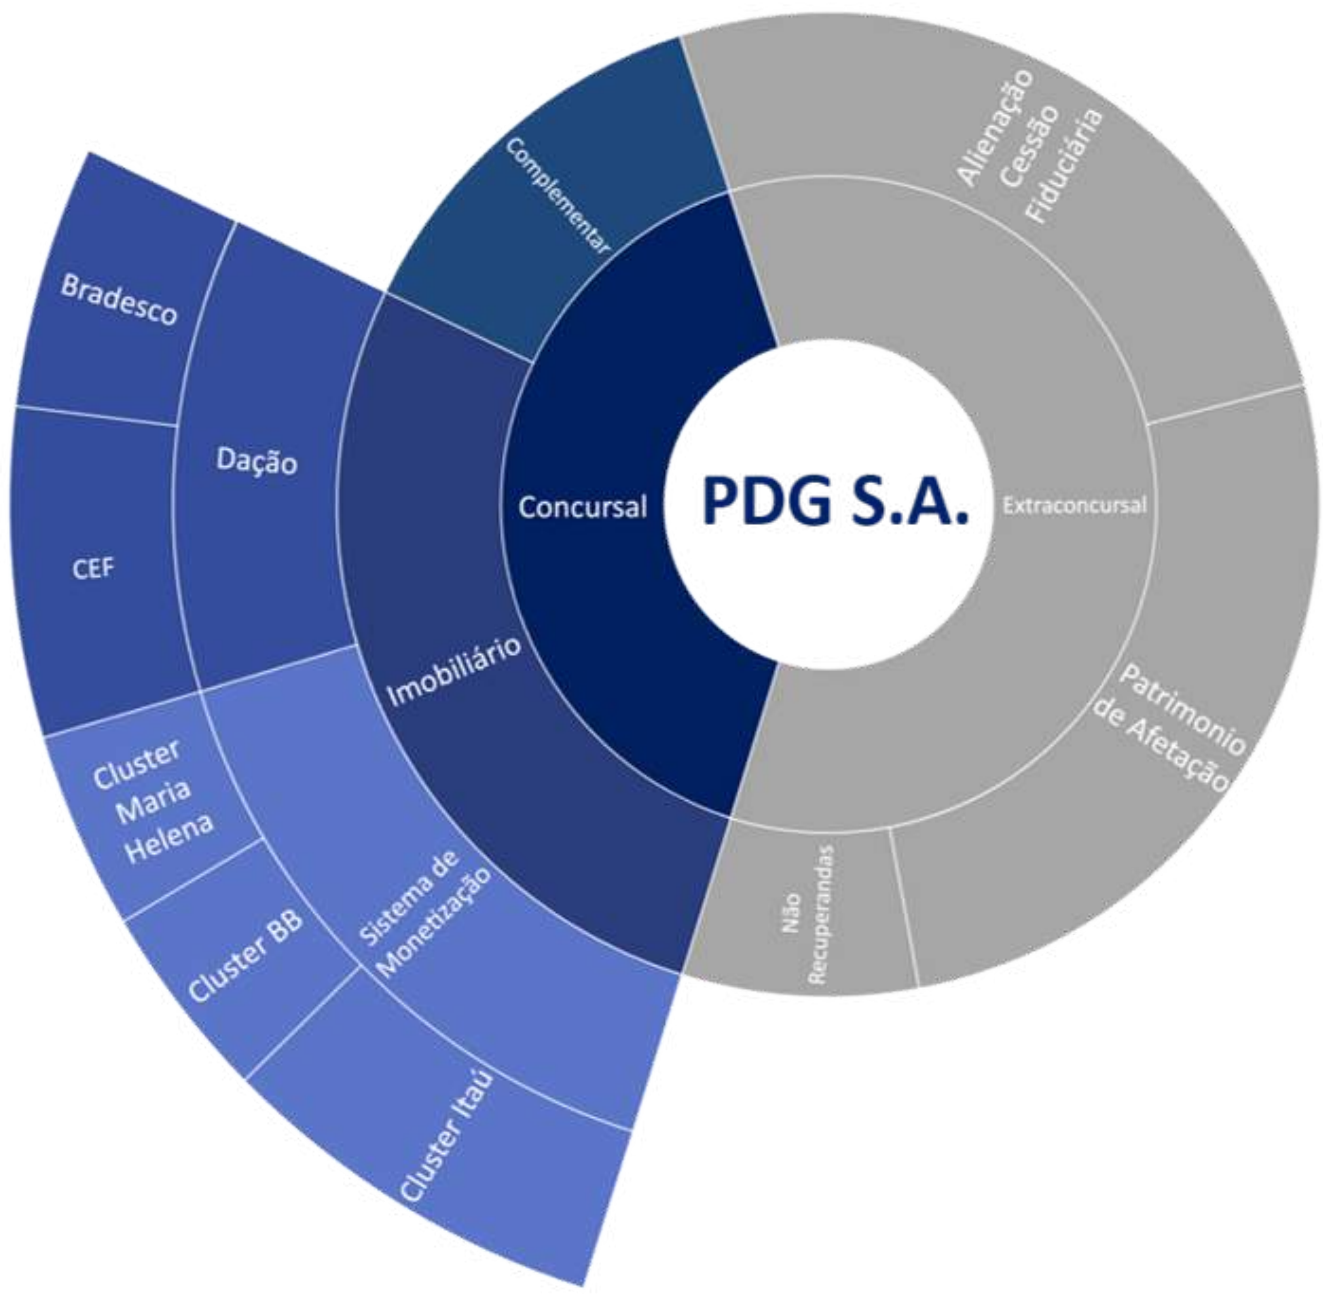 PDG S.A.
Concursal
Extraconcursal
Complementar
Imobiliário
Dação
Bradesco
CEF
Sistema de
Monetização
Cluster
Maria
Helena
Cluster BB
Cluster Itaú
Alienação
Cessão
Fiduciária
Patrimonio
de Afetação
Não
Recuperandas